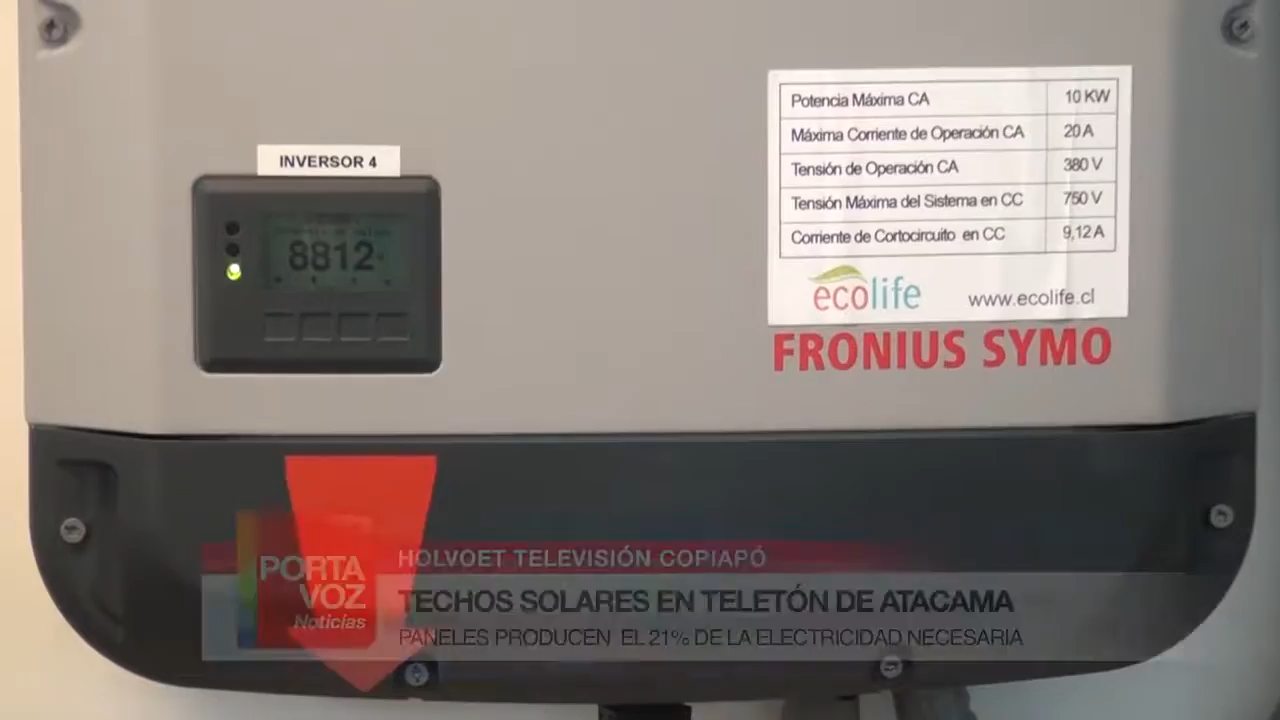 INVERSOR 4
8812
Potencia Máxima CA 10 KW
Máxima Corriente de Operación CA 20 A
Tensión de Operación CA 380 V
Tensión Máxima del Sistema en CC 750 V
Corriente de Cortocircuito en CC 9,12 A
ecolife www.ecolife.cl
FRONIUS SYMO
PORTA
VOZ
Noticias
HOLVOET TELEVISIÓN COPIAPÓ
TECHOS SOLARES EN TELETÓN DE ATACAMA
PANELES PRODUCEN EL 21% DE LA ELECTRICIDAD NECESARIA